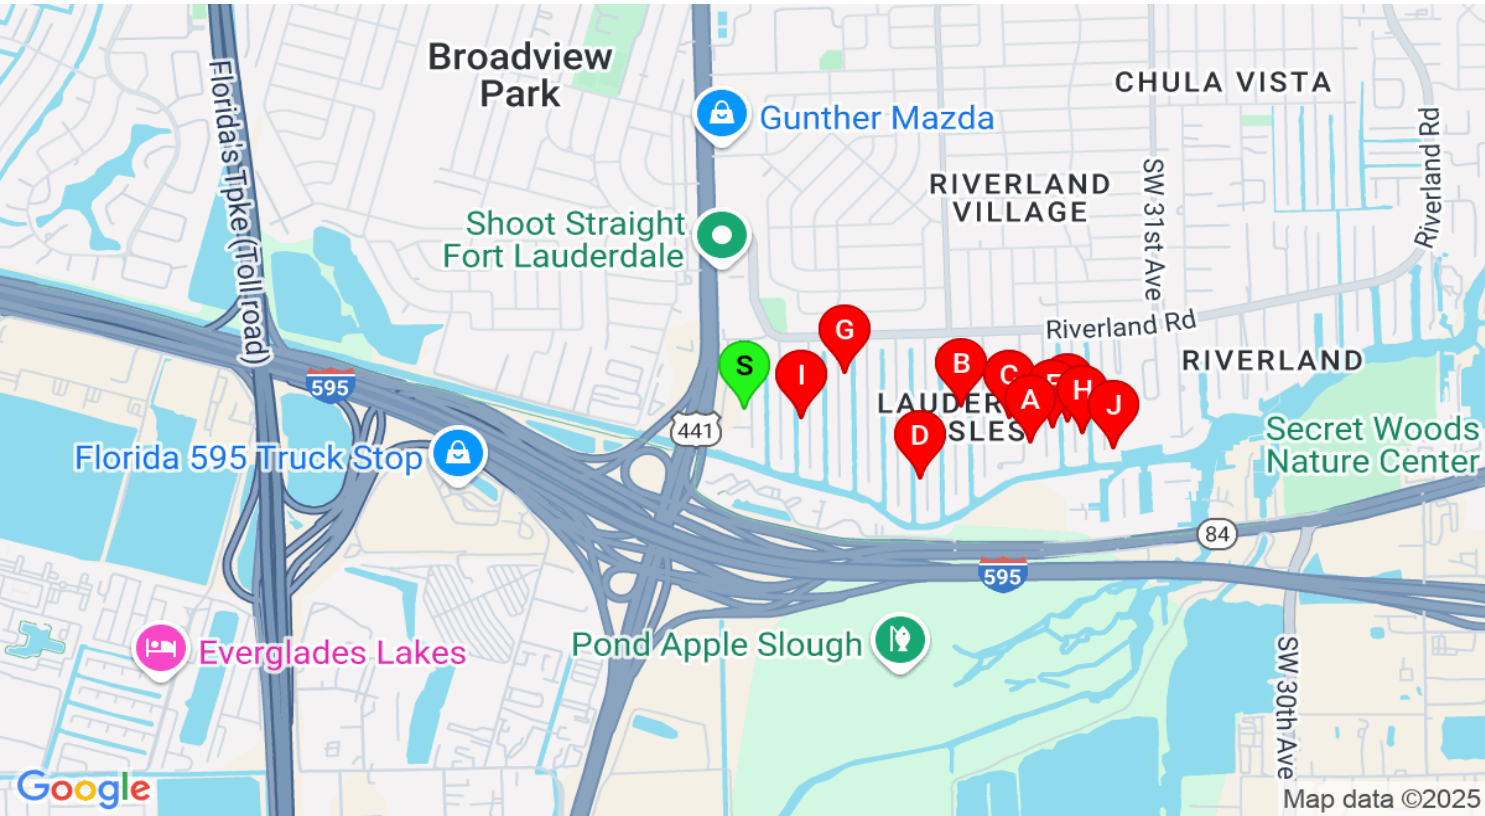 Broadview
Park
Florida's Tpke (Toll road)
CHULA VISTA
Gunther Mazda
Riverland Rd
SW 31st Ave
RIVERLAND
VILLAGE
Shoot Straight
Fort Lauderdale
Riverland Rd
G
S
I
B
C
H
A
J
D
RIVERLAND
595
LAUDER
SLES
441
Florida 595 Truck Stop
Secret Woods
Nature Center
84
595
Pond Apple Slough
Everglades Lakes
SW 30th Ave
Google
Map data ©2025